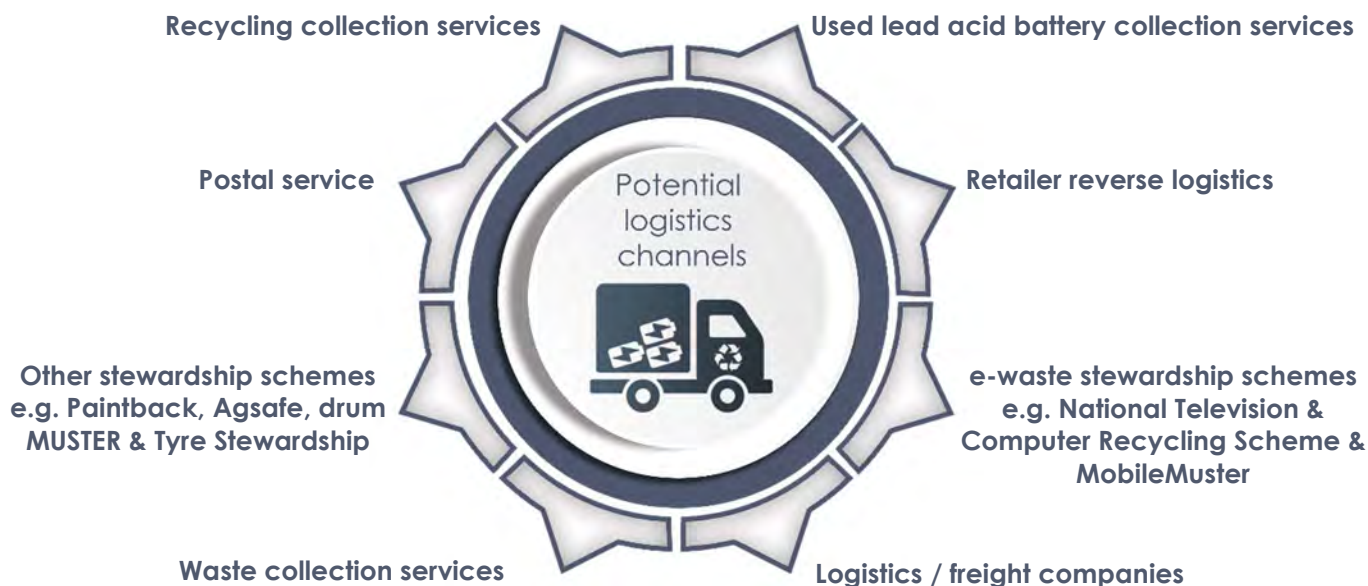 Recycling collection services
Used lead acid battery collection services
Postal service
Retailer reverse logistics
Potential
logistics
channels
Other stewardship schemes
e.g. Paintback, Agsafe, drum
MUSTER & Tyre Stewardship
e-waste stewardship schemes
e.g. National Television &
Computer Recycling Scheme &
MobileMuster
Waste collection services
Logistics / freight companies